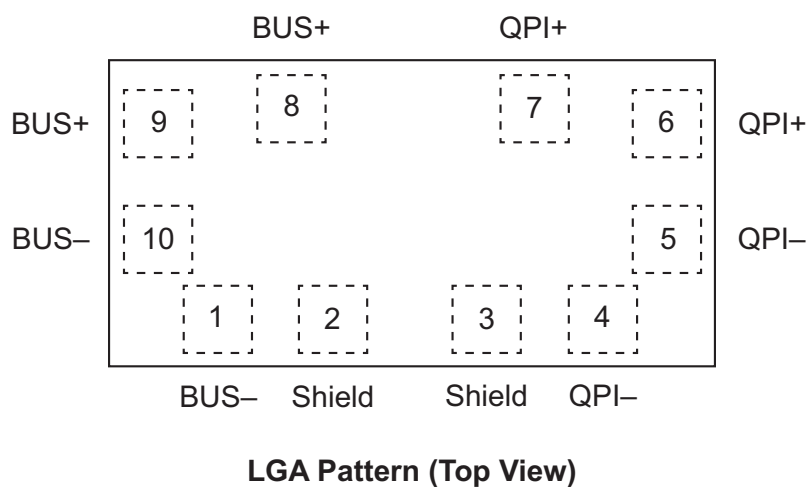 BUS+ QPI+
8 7
BUS+ 9 6 QPI+
BUS– 10 5 QPI–
1 2 3 4
BUS– Shield Shield QPI–
LGA Pattern (Top View)